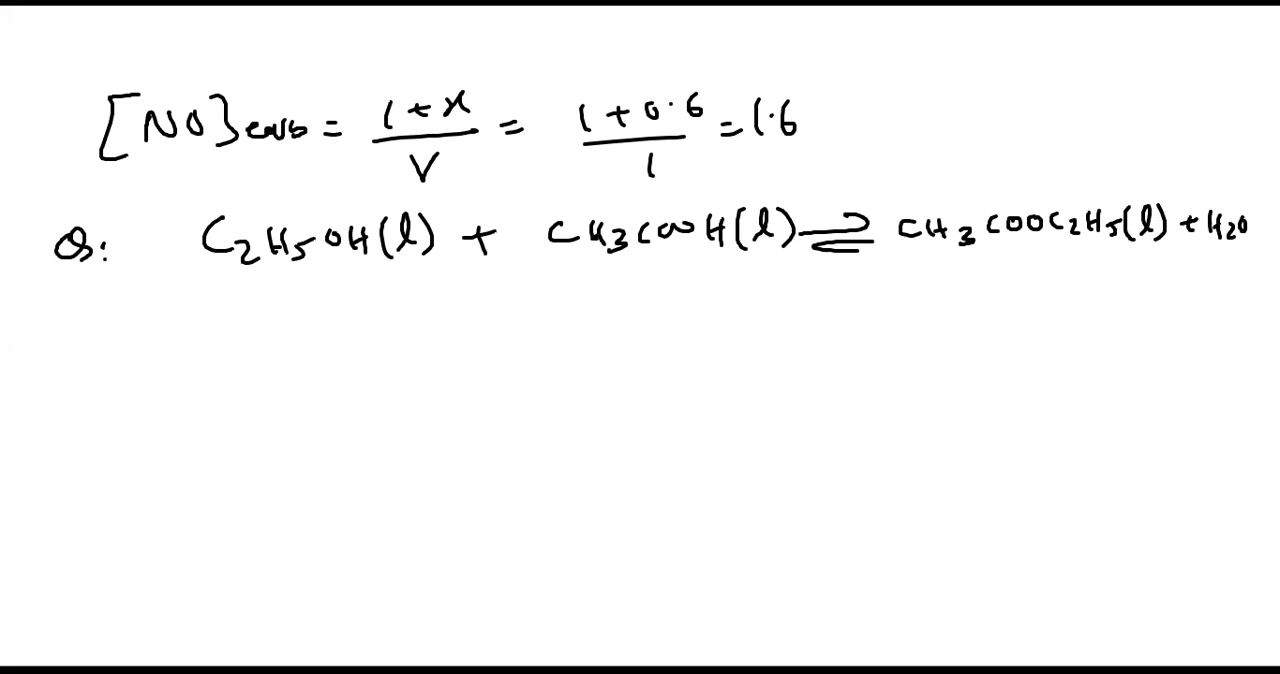 [NO]eqb = 1+x/V = 1+0.6/1 = 1.6
Q: C2H5OH(l) + CH3COOH(l) ⇌ CH3COOC2H5(l) + H2O